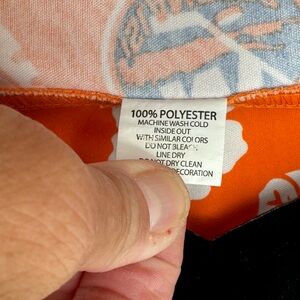 100% POLYESTER
MACHINE WASH COLD
INSIDE OUT
WITH SIMILAR COLORS
DO NOT BLEACH,
LINE DRY
DO NOT DRY CLEAN
DECORATION